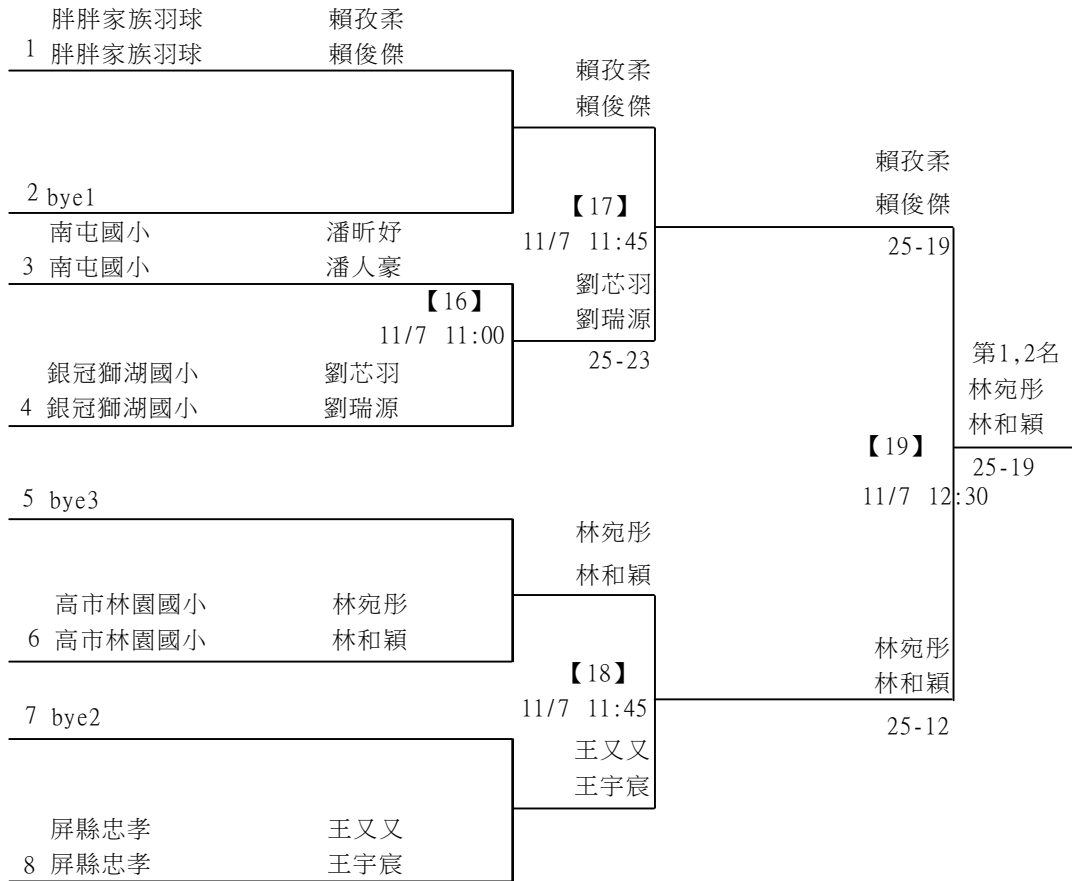 胖胖家族羽球 賴孜柔
1 胖胖家族羽球 賴俊傑
賴孜柔
賴俊傑
賴孜柔
2 bye1
賴俊傑
【17】
南屯國小 潘昕妤
11/7 11:45
25-19
3 南屯國小 潘人豪
劉芯羽
【16】
劉瑞源
11/7 11:00
25-23
第1,2名
銀冠獅湖國小 劉芯羽
林宛彤
4 銀冠獅湖國小 劉瑞源
林和穎
【19】
25-19
5 bye3
11/7 12:30
林宛彤
林和穎
高市林園國小 林宛彤
6 高市林園國小 林和穎
林宛彤
【18】
林和穎
7 bye2
11/7 11:45
25-12
王又又
王宇宸
屏縣忠孝 王又又
8 屏縣忠孝 王宇宸